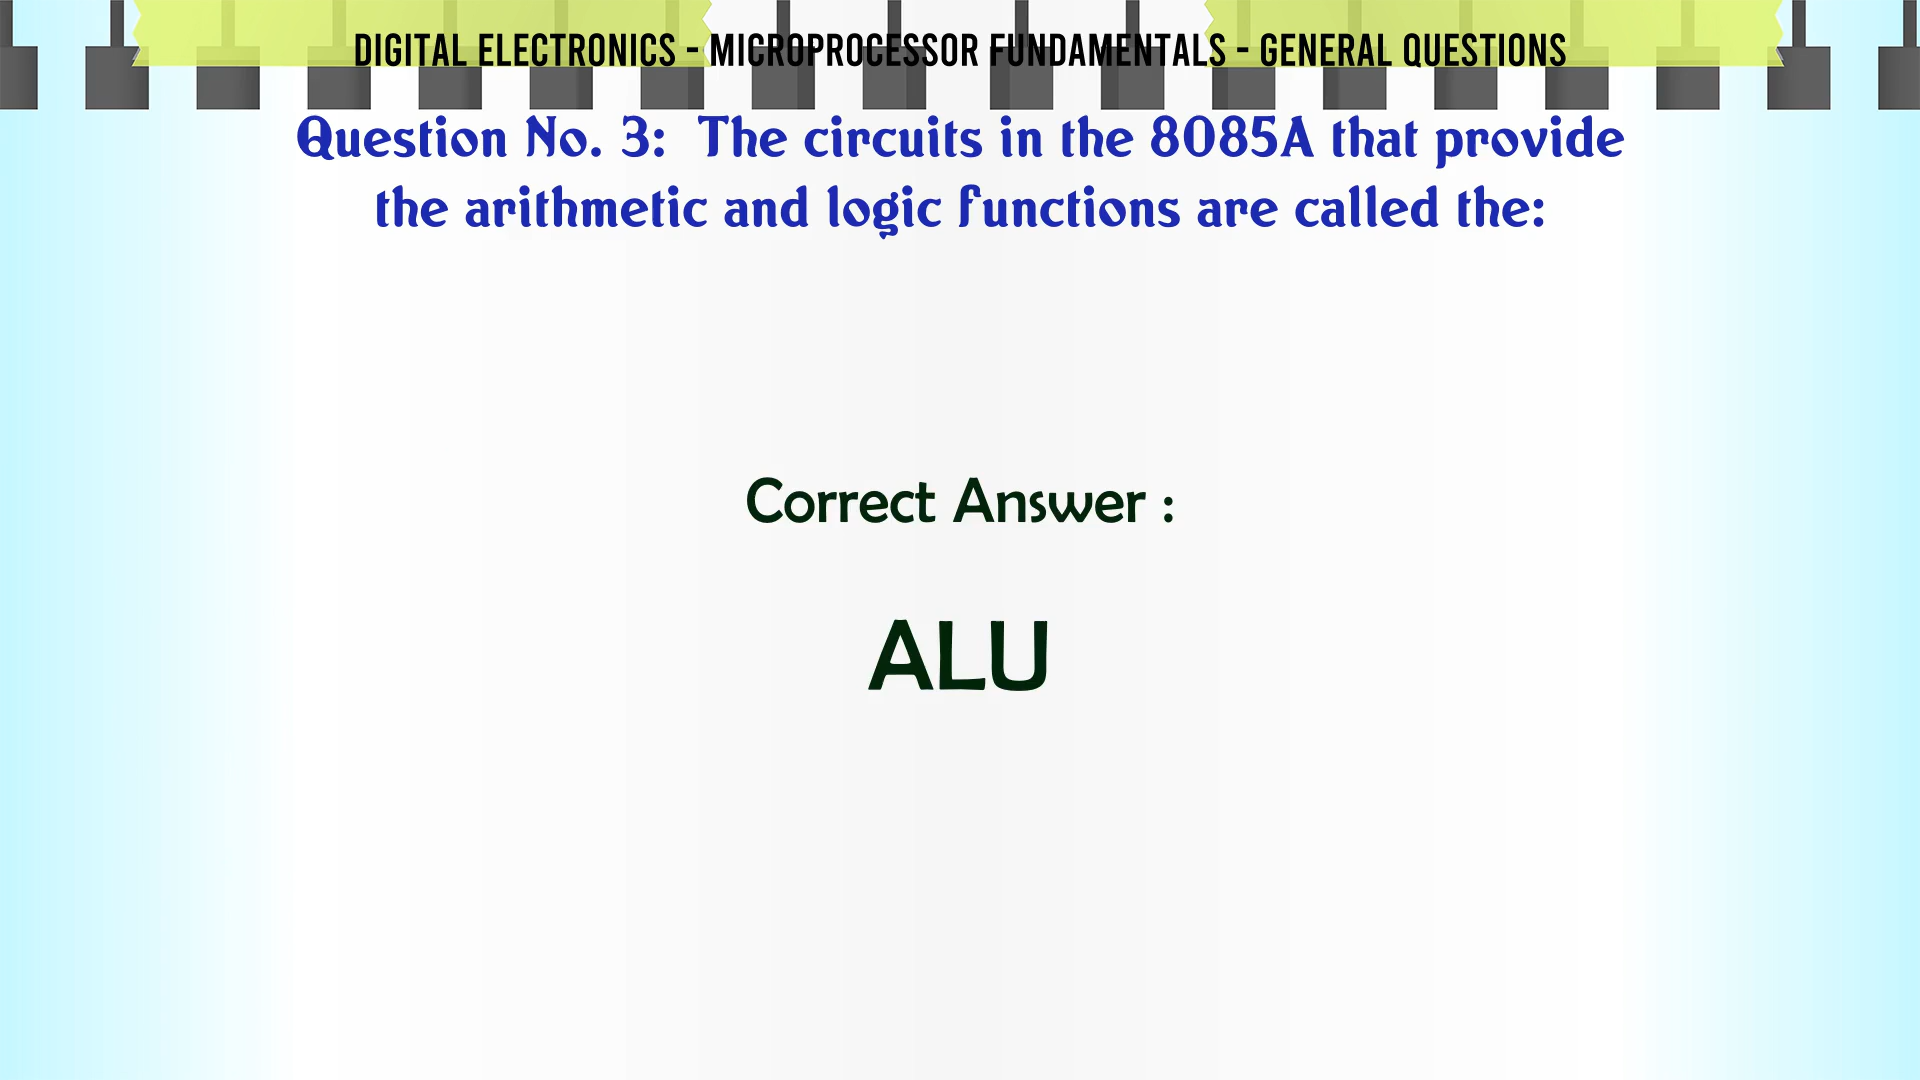 DIGITAL ELECTRONICS - MICROPROCESSOR FUNDAMENTALS - GENERAL QUESTIONS
Question No. 3: The circuits in the 8085A that provide
the arithmetic and logic functions are called the:
Correct Answer :
ALU